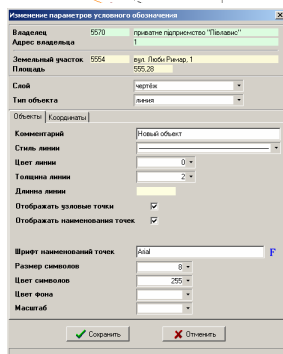 Изменение параметров условного обозначения
Владелец 5570 приватне підприємство "Півлавис"
Адрес владельца 1
Земельный участок 5554 вул. Люби Римар, 1
Площадь 555,28
Слой чертёж
Тип объекта линия
Объекты Координаты
Комментарий Новый объект
Стиль линии
Цвет линии 0
Толщина линии 2
Длинна линии
Отображать узловые точки
Отображать наименования точек
Шрифт наименований точек Arial F
Размер символов 8
Цвет символов 255
Цвет фона
Масштаб
Сохранить Отменить